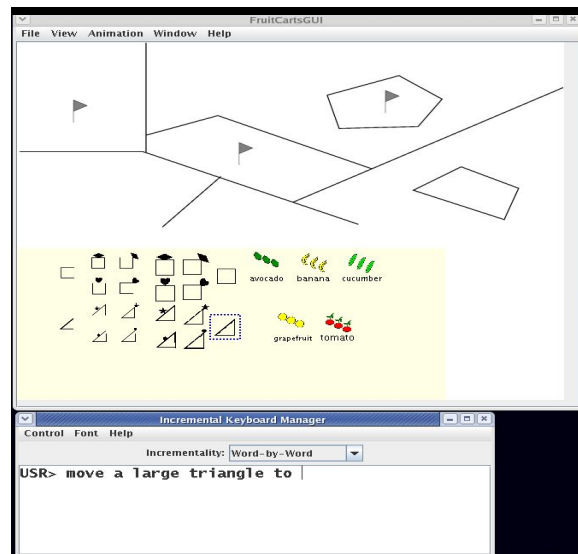 FruitCartsGUI
File View Animation Window Help
avocado banana cucumber
grapefruit tomato
Incremental Keyboard Manager
Control Font Help
Incrementality: Word-by-Word
USR> move a large triangle to